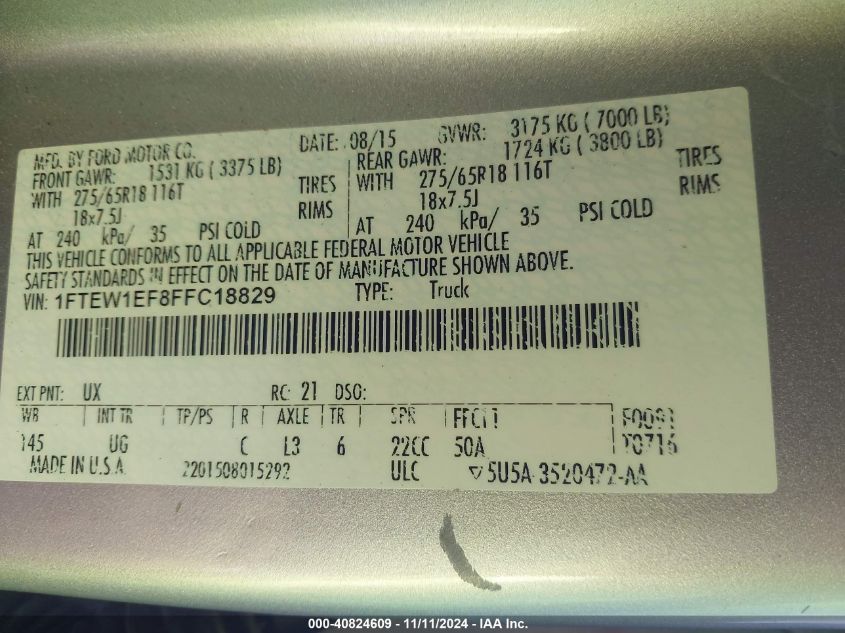 MFD. BY FORD MOTOR CO. DATE: 08/15 GVWR: 3175 KG ( 7000 LB)
FRONT GAWR: 1531 KG ( 3375 LB) REAR GAWR: 1724 KG ( 3800 LB)
WITH 275/65R18 116T TIRES WITH 275/65R18 116T TIRES
18x7.5J RIMS 18x7.5J RIMS
AT 240 kPa/ 35 PSI COLD AT 240 kPa/ 35 PSI COLD
THIS VEHICLE CONFORMS TO ALL APPLICABLE FEDERAL MOTOR VEHICLE
SAFETY STANDARDS IN EFFECT ON THE DATE OF MANUFACTURE SHOWN ABOVE.
VIN: 1FTEW1EF8FFC18829 TYPE: Truck
EXT PNT: UX RC: 21 DSO:
WB INT TR TP/PS R AXLE TR SPR
145 UG C L3 6 22CC 50A T0716
MADE IN U.S.A. 2201508015292 ULC ▽5U5A-3520472-AA
000-40824609 - 11/11/2024 - IAA Inc.